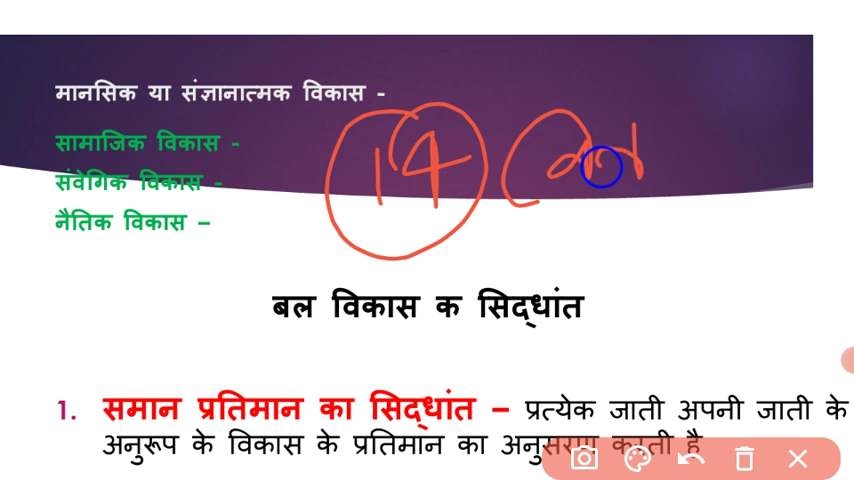 मानसिक या संज्ञानात्मक विकास -
सामाजिक विकास -
संवेगिक विकास -
नैतिक विकास –
14
बल विकास क सिद्धांत
1. समान प्रतिमान का सिद्धांत – प्रत्येक जाती अपनी जाती के
अनुरूप के विकास के प्रतिमान का अनुसरण करती है